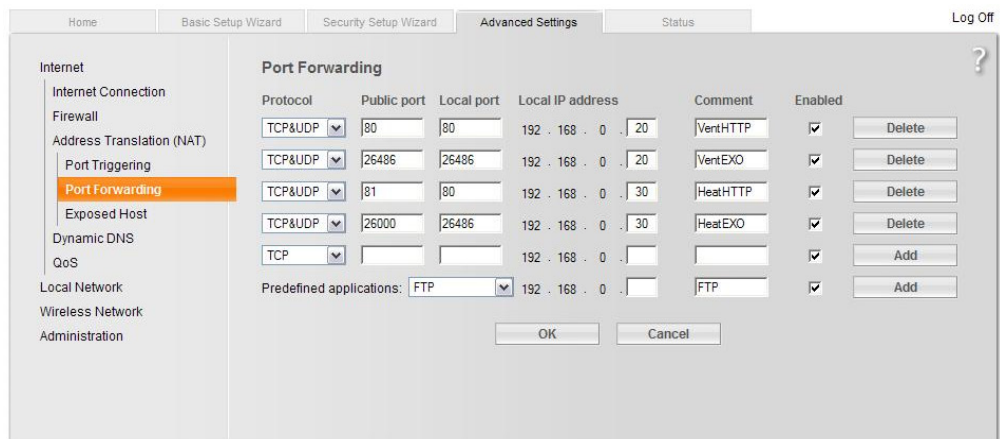 Home Basic Setup Wizard Security Setup Wizard Advanced Settings Status Log Off
?
Internet
Internet Connection
Firewall
Address Translation (NAT)
Port Triggering
Port Forwarding
Exposed Host
Dynamic DNS
QoS
Local Network
Wireless Network
Administration
Port Forwarding
Protocol Public port Local port Local IP address Comment Enabled
TCP&UDP 80 80 192 . 168 . 0 . 20 VentHTTP Delete
TCP&UDP 26486 26486 192 . 168 . 0 . 20 VentEXO Delete
TCP&UDP 81 80 192 . 168 . 0 . 30 HeatHTTP Delete
TCP&UDP 26000 26486 192 . 168 . 0 . 30 HeatEXO Delete
TCP 192 . 168 . 0 . Add
Predefined applications: FTP 192 . 168 . 0 . FTP Add
OK Cancel